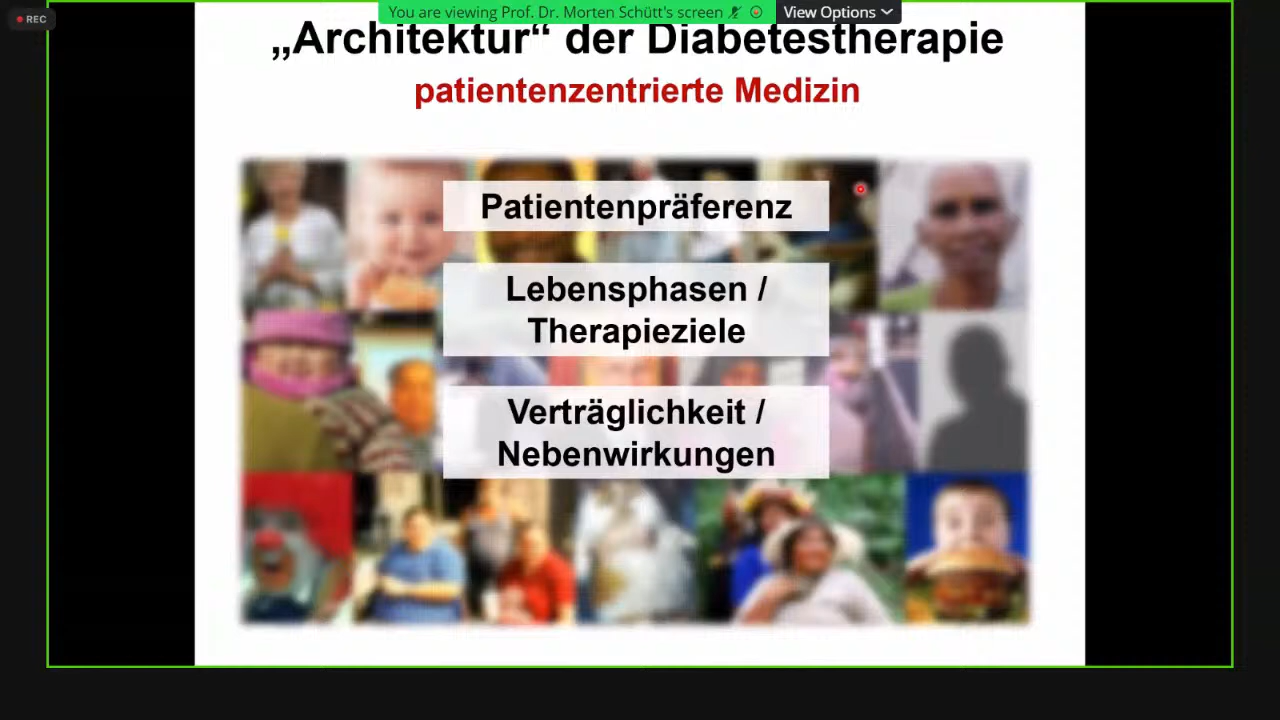 REC
You are viewing Prof. Dr. Morten Schütt's screen
View Options
„Architektur“ der Diabetestherapie
patientenzentrierte Medizin
Patientenpräferenz
Lebensphasen /
Therapieziele
Verträglichkeit /
Nebenwirkungen